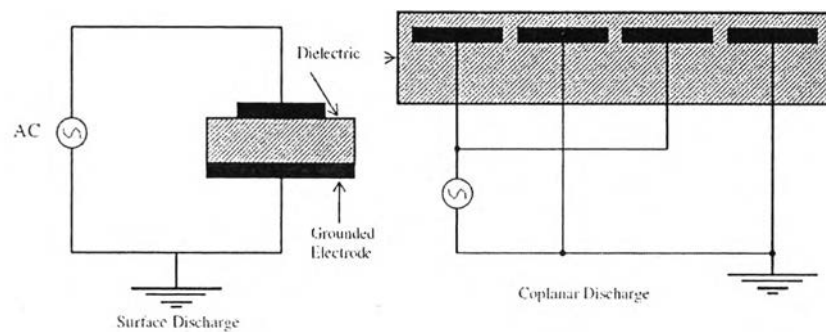 Dielectric
AC
Grounded
Electrode
Surface Discharge
Coplanar Discharge